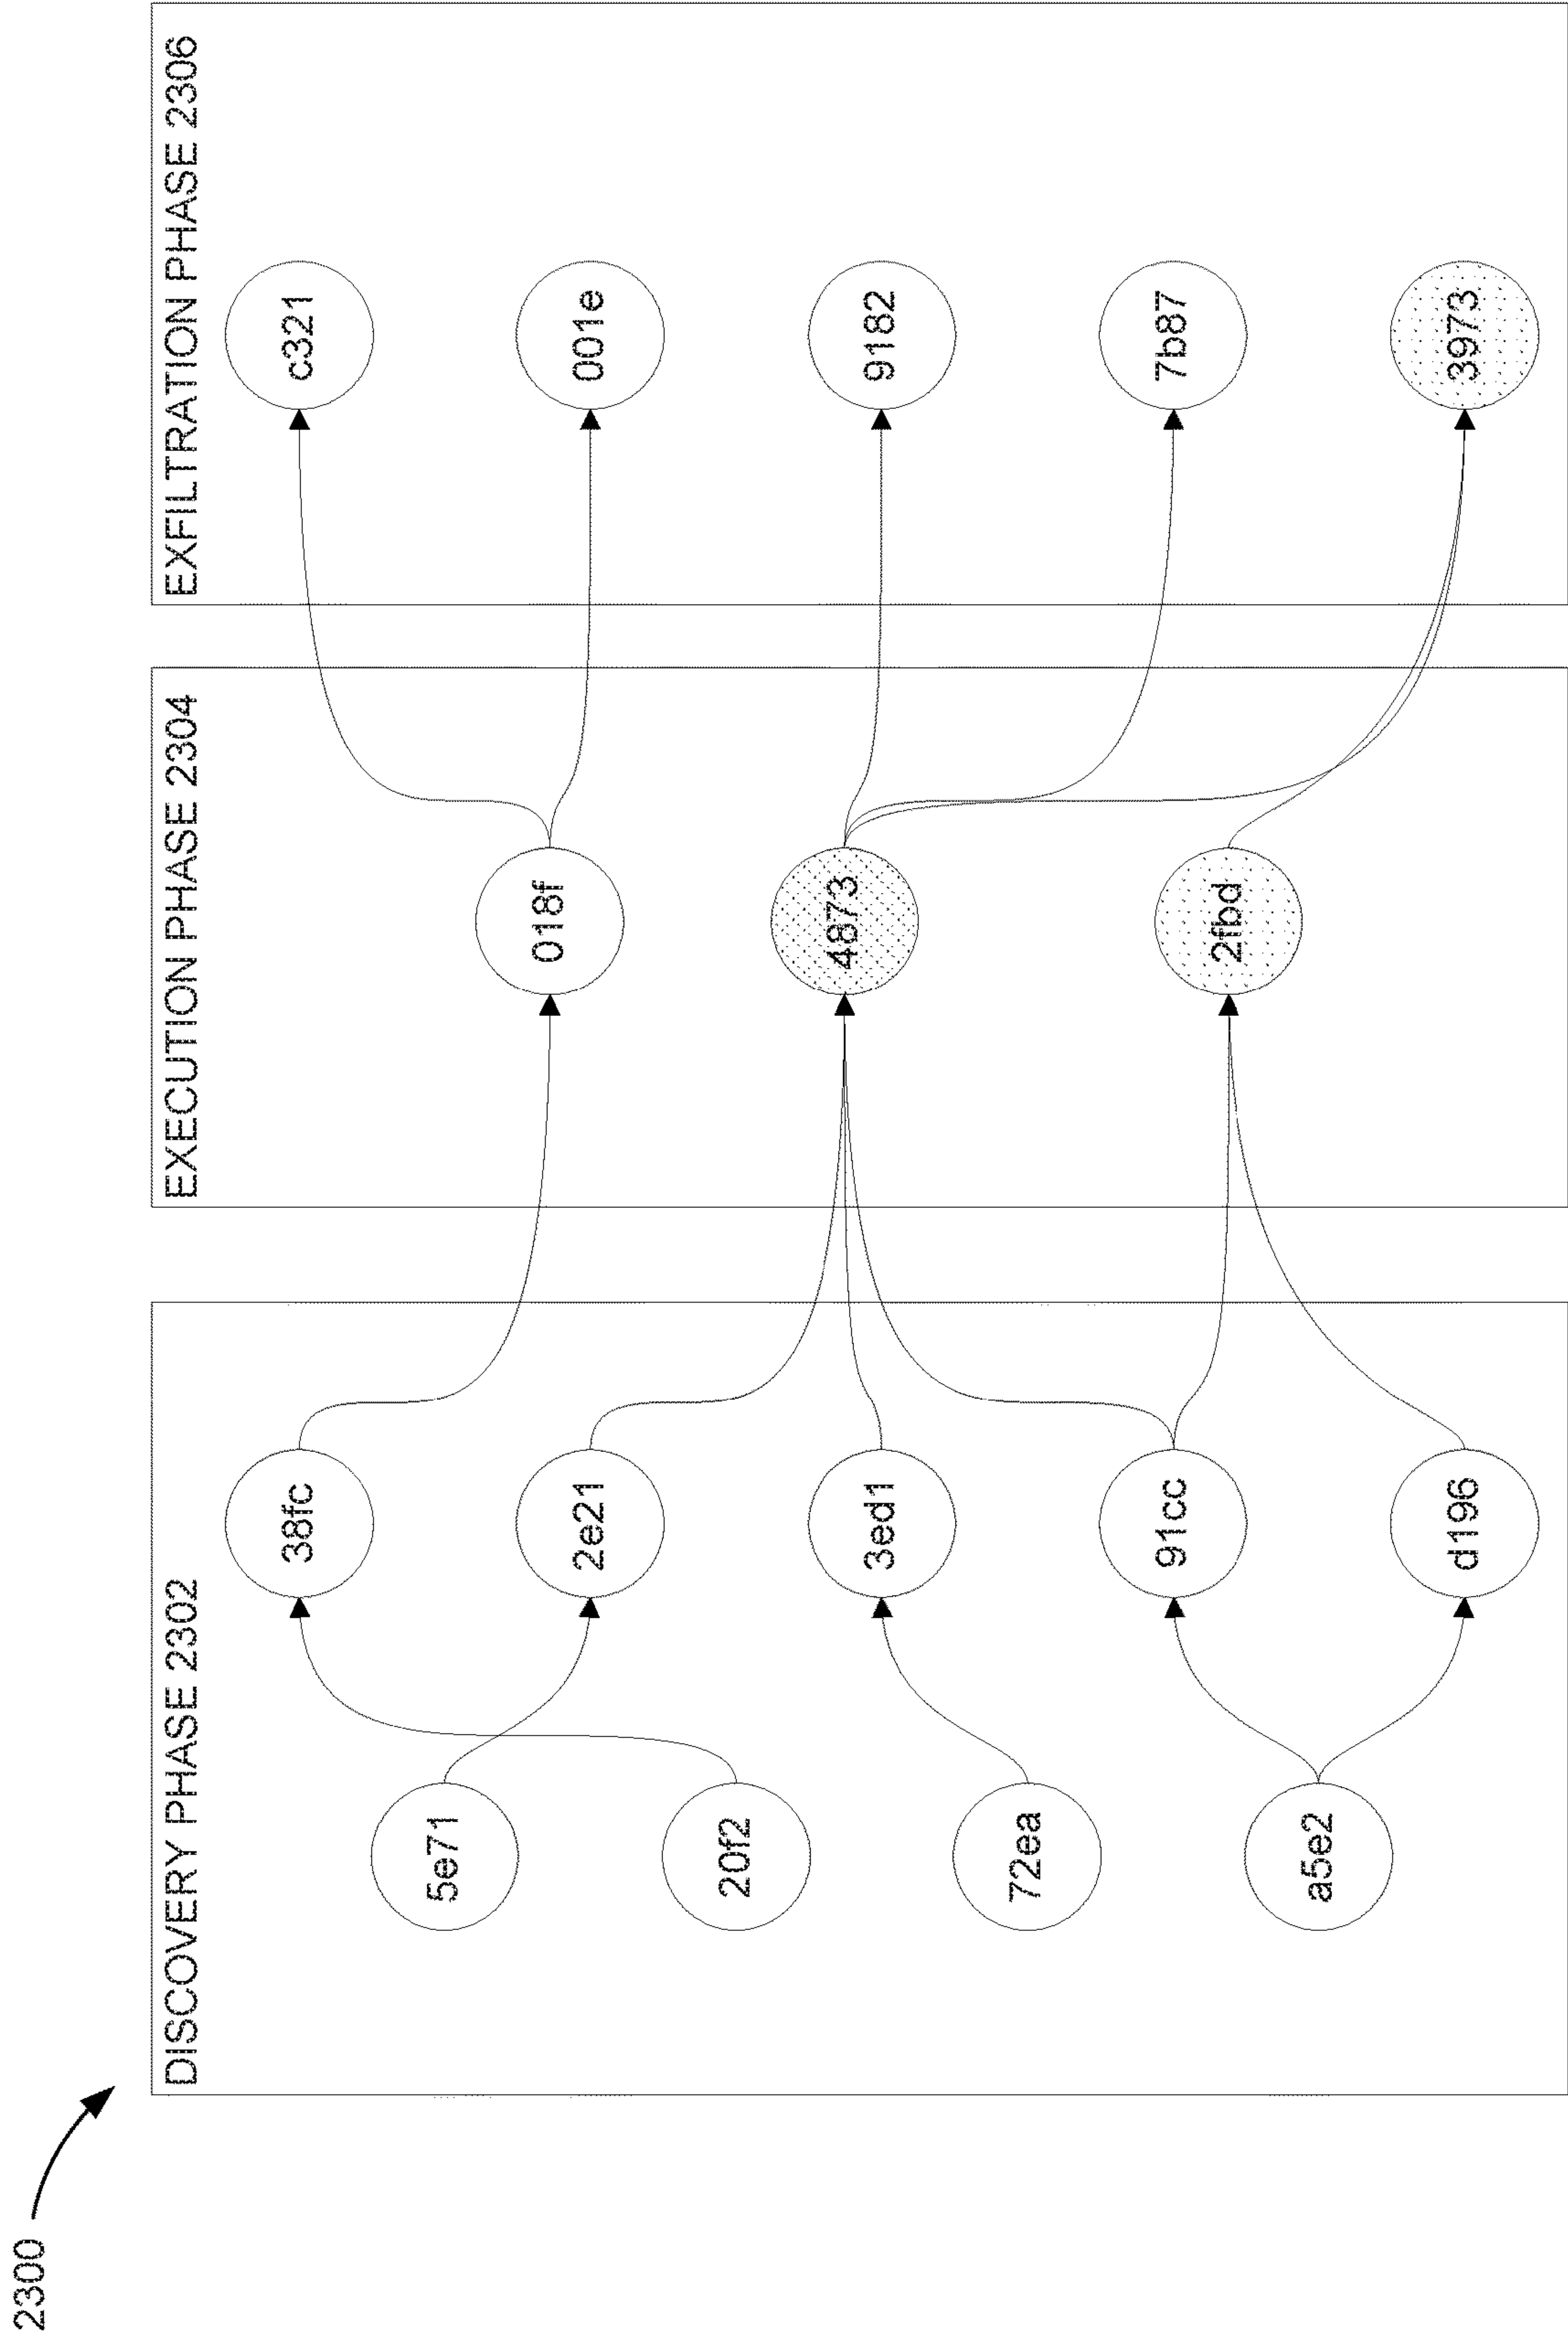 2300
DISCOVERY PHASE 2302
5e71
20f2
72ea
a5e2
38fc
2e21
3ed1
91cc
d196
EXECUTION PHASE 2304
018f
4873
2fbd
EXFILTRATION PHASE 2306
c321
001e
9182
7b87
3973